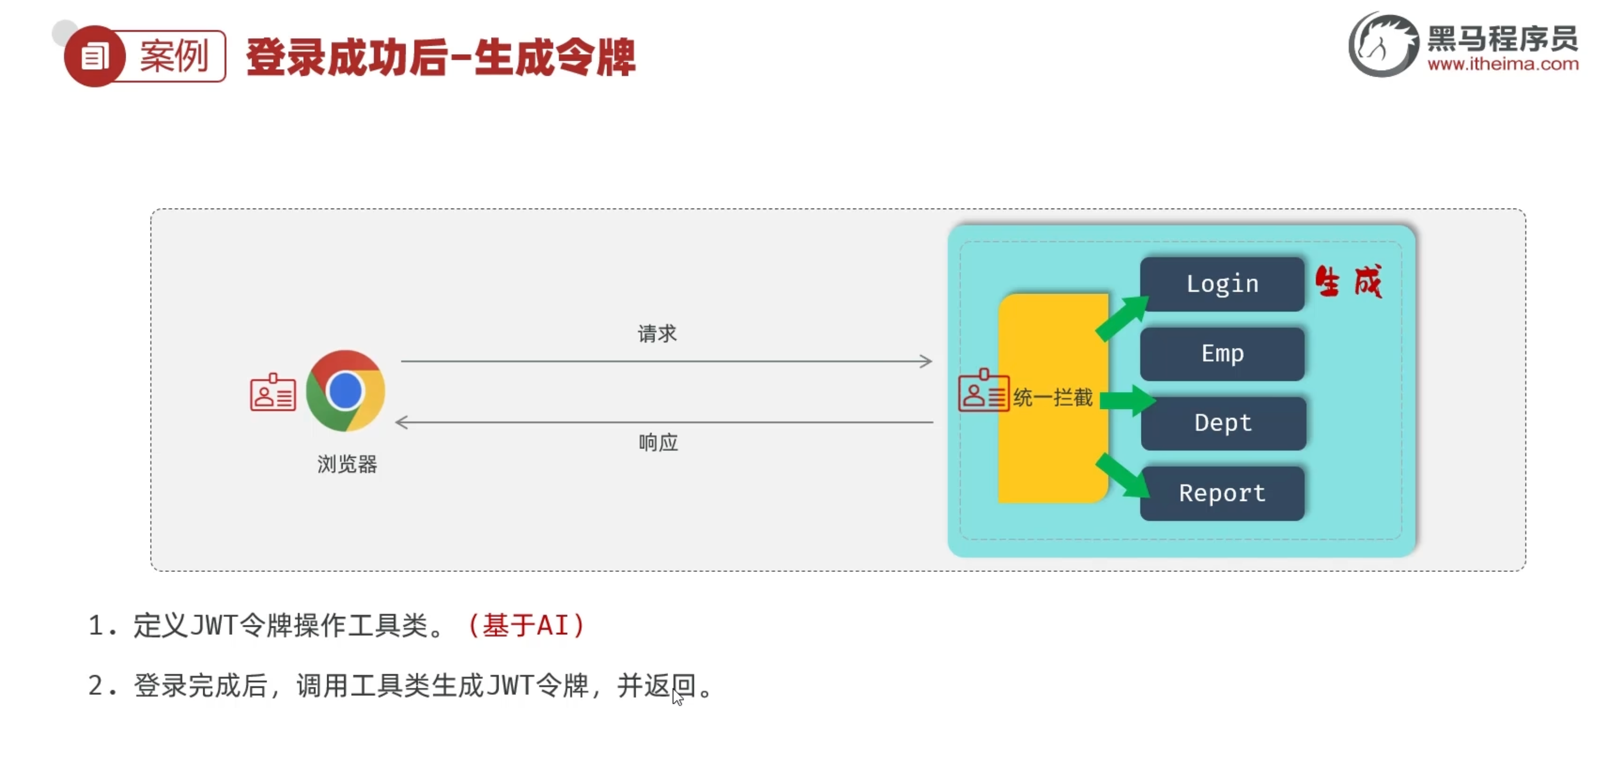 案例
登录成功后-生成令牌
黑马程序员
www.itheima.com
请求
响应
浏览器
统一拦截
Login
生成
Emp
Dept
Report
1. 定义JWT令牌操作工具类。（基于AI）
2. 登录完成后，调用工具类生成JWT令牌，并返回。